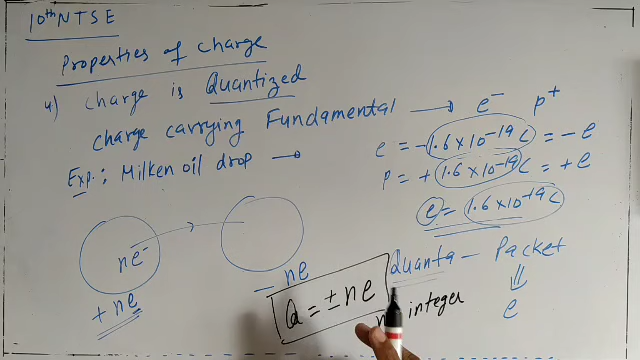 10th NTSE
Properties of charge
4) charge is Quantized
charge carrying Fundamental → e⁻ p⁺
Exp.: Milken oil drop →
e = -1.6×10⁻¹⁹ C = -e
p = +1.6×10⁻¹⁹ C = +e
e = 1.6×10⁻¹⁹ C
ne⁻
+ne
-ne
Q = ±ne
Quanta - Packet
⇓
e
integer